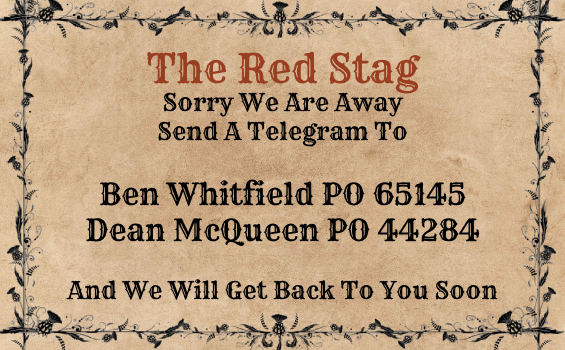 The Red Stag
Sorry We Are Away
Send A Telegram To
Ben Whitfield PO 65145
Dean McQueen PO 44284
And We Will Get Back To You Soon